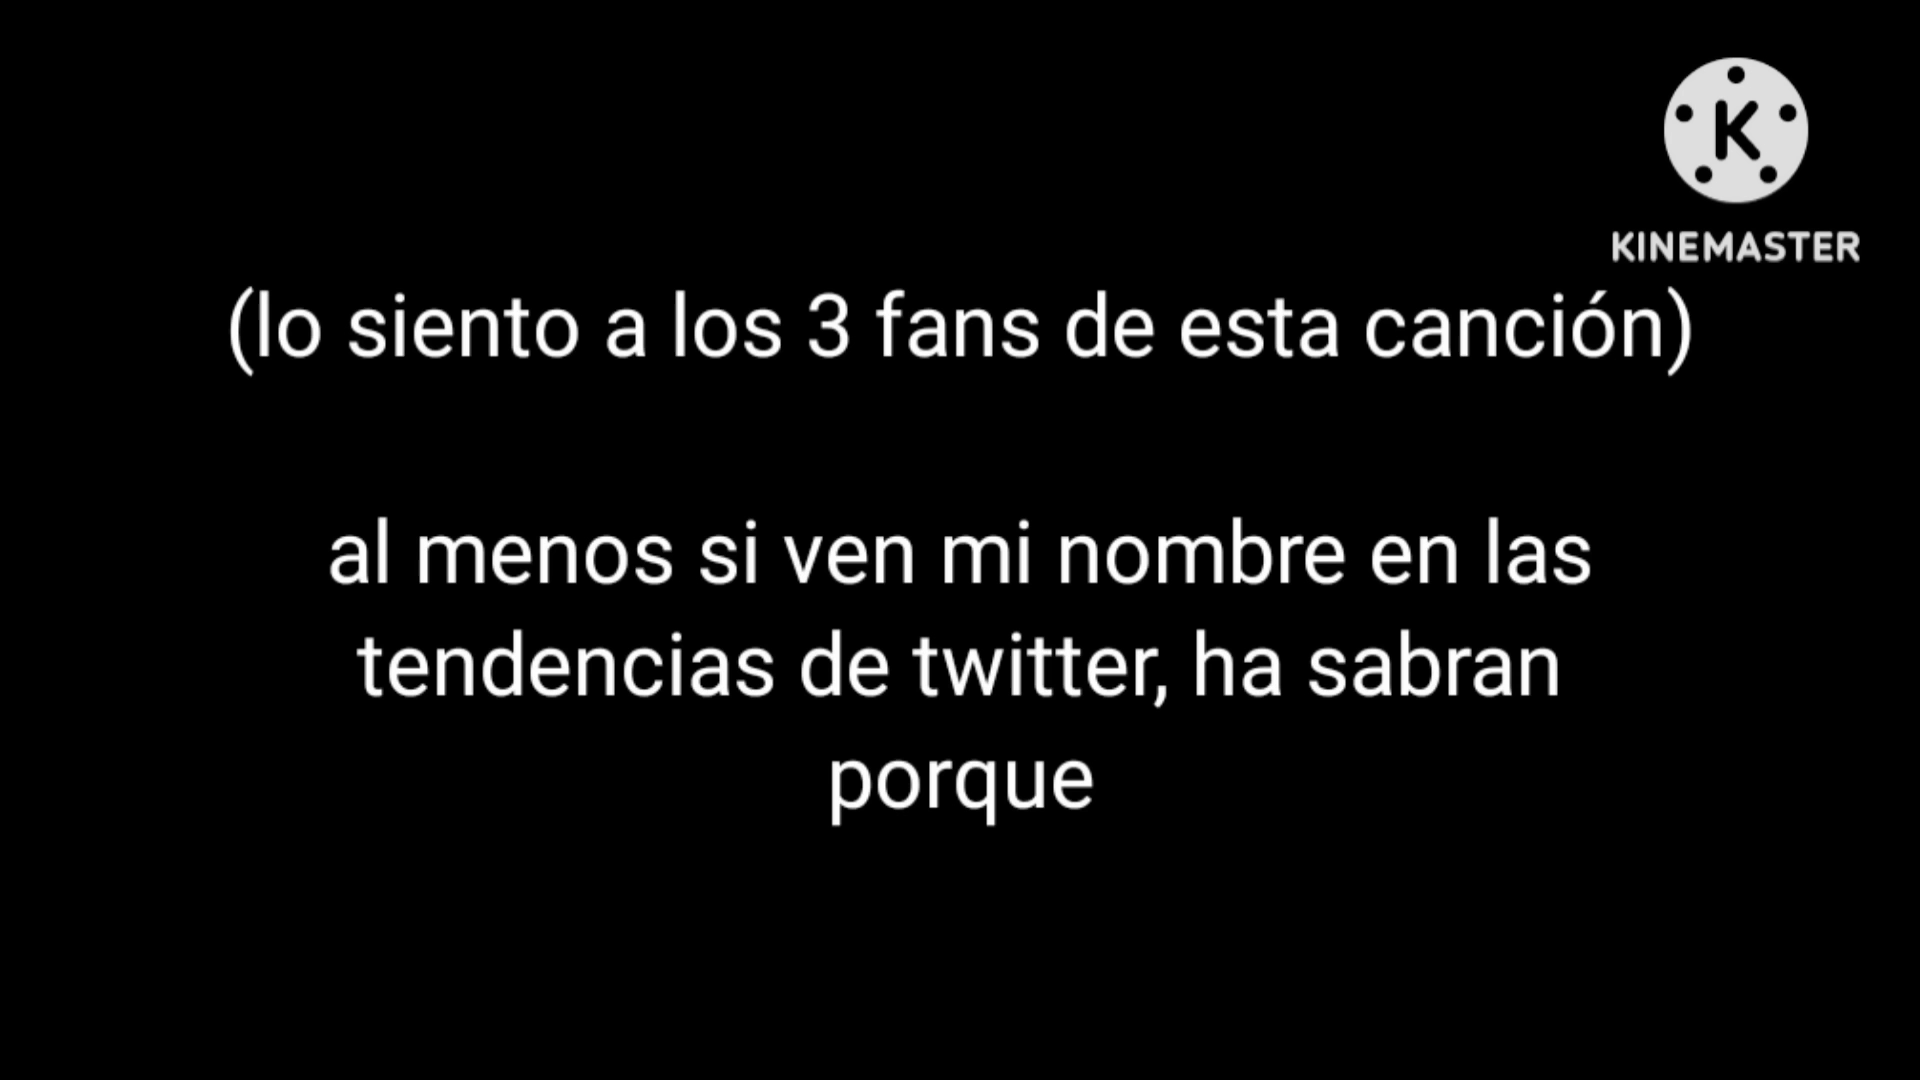 K
KINEMASTER
(lo siento a los 3 fans de esta canción)
al menos si ven mi nombre en las
tendencias de twitter, ha sabran
porque